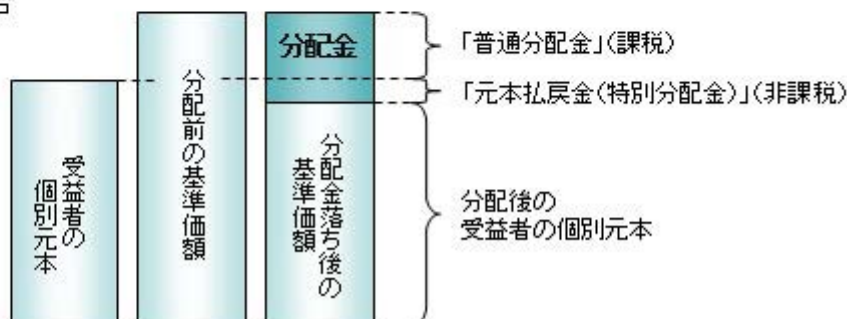 分配金
「普通分配金」(課税)
「元本払戻金(特別分配金)」(非課税)
受益者の
個別元本
分配前の基準価額
分配金落ち後の
基準価額
分配後の
受益者の個別元本